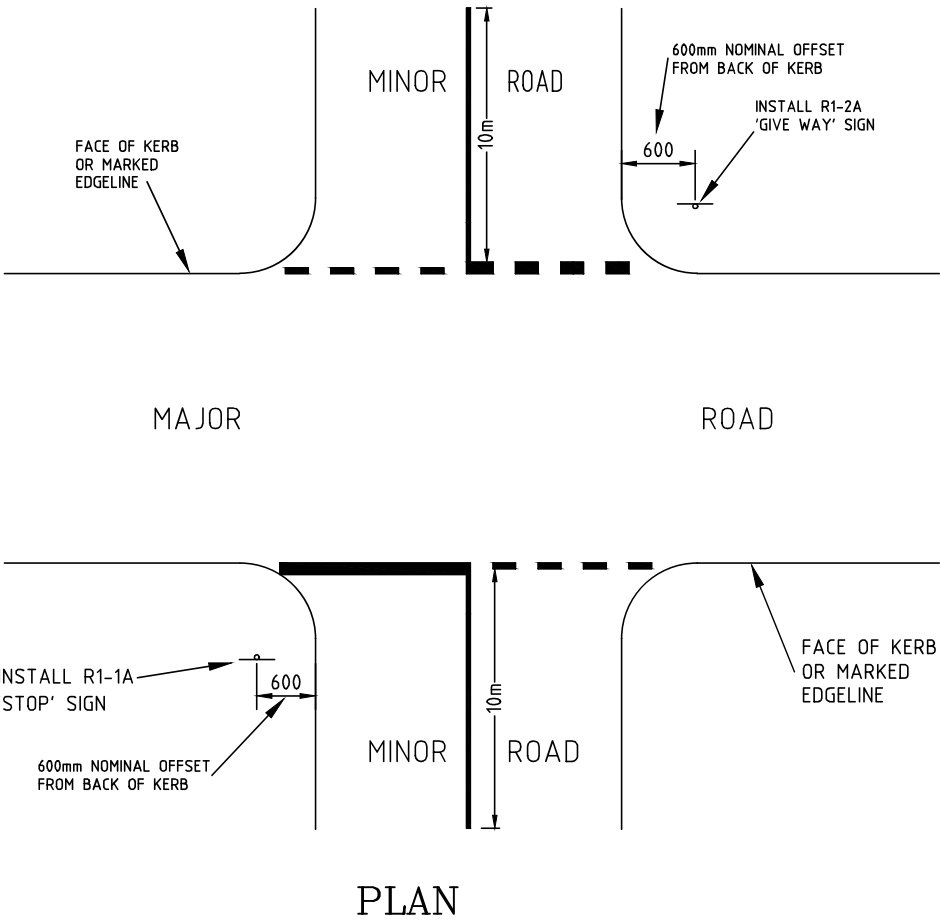 MINOR ROAD
10m
600mm NOMINAL OFFSET
FROM BACK OF KERB
INSTALL R1-2A
'GIVE WAY' SIGN
600
FACE OF KERB
OR MARKED
EDGELINE
MAJOR ROAD
NSTALL R1-1A
STOP' SIGN
600
600mm NOMINAL OFFSET
FROM BACK OF KERB
10m
FACE OF KERB
OR MARKED
EDGELINE
MINOR ROAD
PLAN